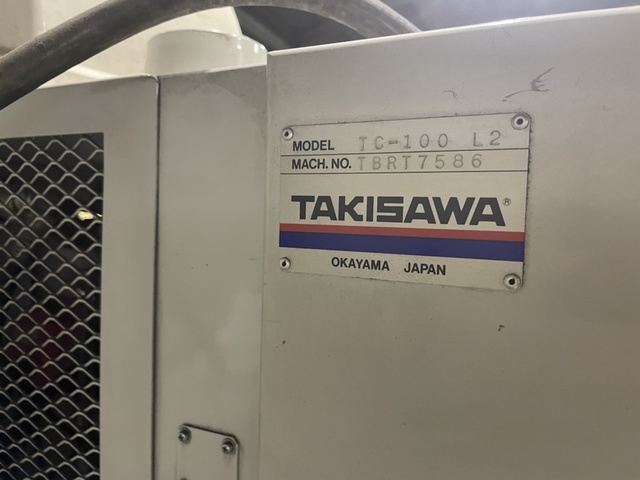 MODEL TC-100 L2
MACH. NO. TBRT7586
TAKISAWA®
OKAYAMA JAPAN